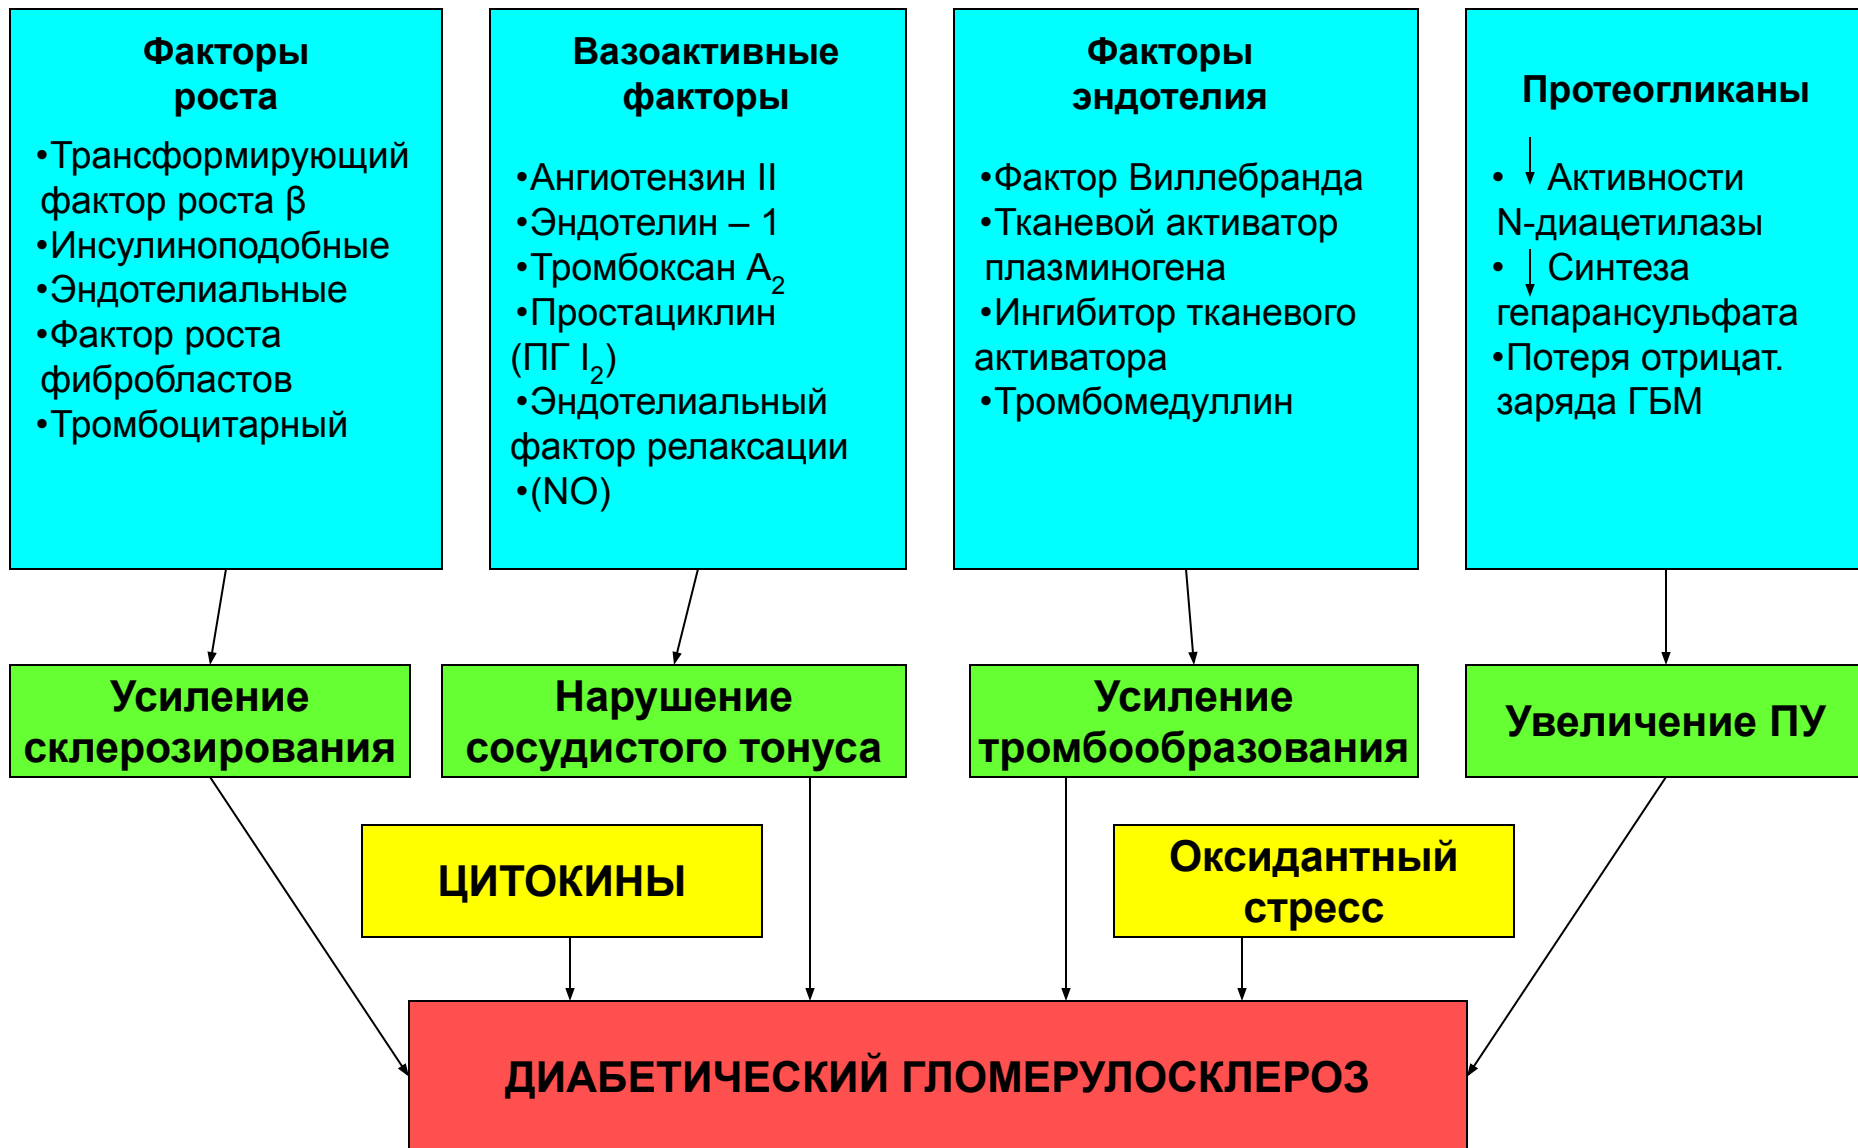 Факторы
роста
•Трансформирующий
фактор роста β
•Инсулиноподобные
•Эндотелиальные
•Фактор роста
фибробластов
•Тромбоцитарный
Вазоактивные
факторы
•Ангиотензин II
•Эндотелин – 1
•Тромбоксан А2
•Простациклин
(ПГ I2)
•Эндотелиальный
фактор релаксации
•(NO)
Факторы
эндотелия
•Фактор Виллебранда
•Тканевой активатор
плазминогена
•Ингибитор тканевого
активатора
•Тромбомедуллин
Протеогликаны
• Активности
N-диацетилазы
• Синтеза
гепарансульфата
•Потеря отрицат.
заряда ГБМ
Усиление
склерозирования
Нарушение
сосудистого тонуса
Усиление
тромбообразования
Увеличение ПУ
ЦИТОКИНЫ
Оксидантный
стресс
ДИАБЕТИЧЕСКИЙ ГЛОМЕРУЛОСКЛЕРОЗ